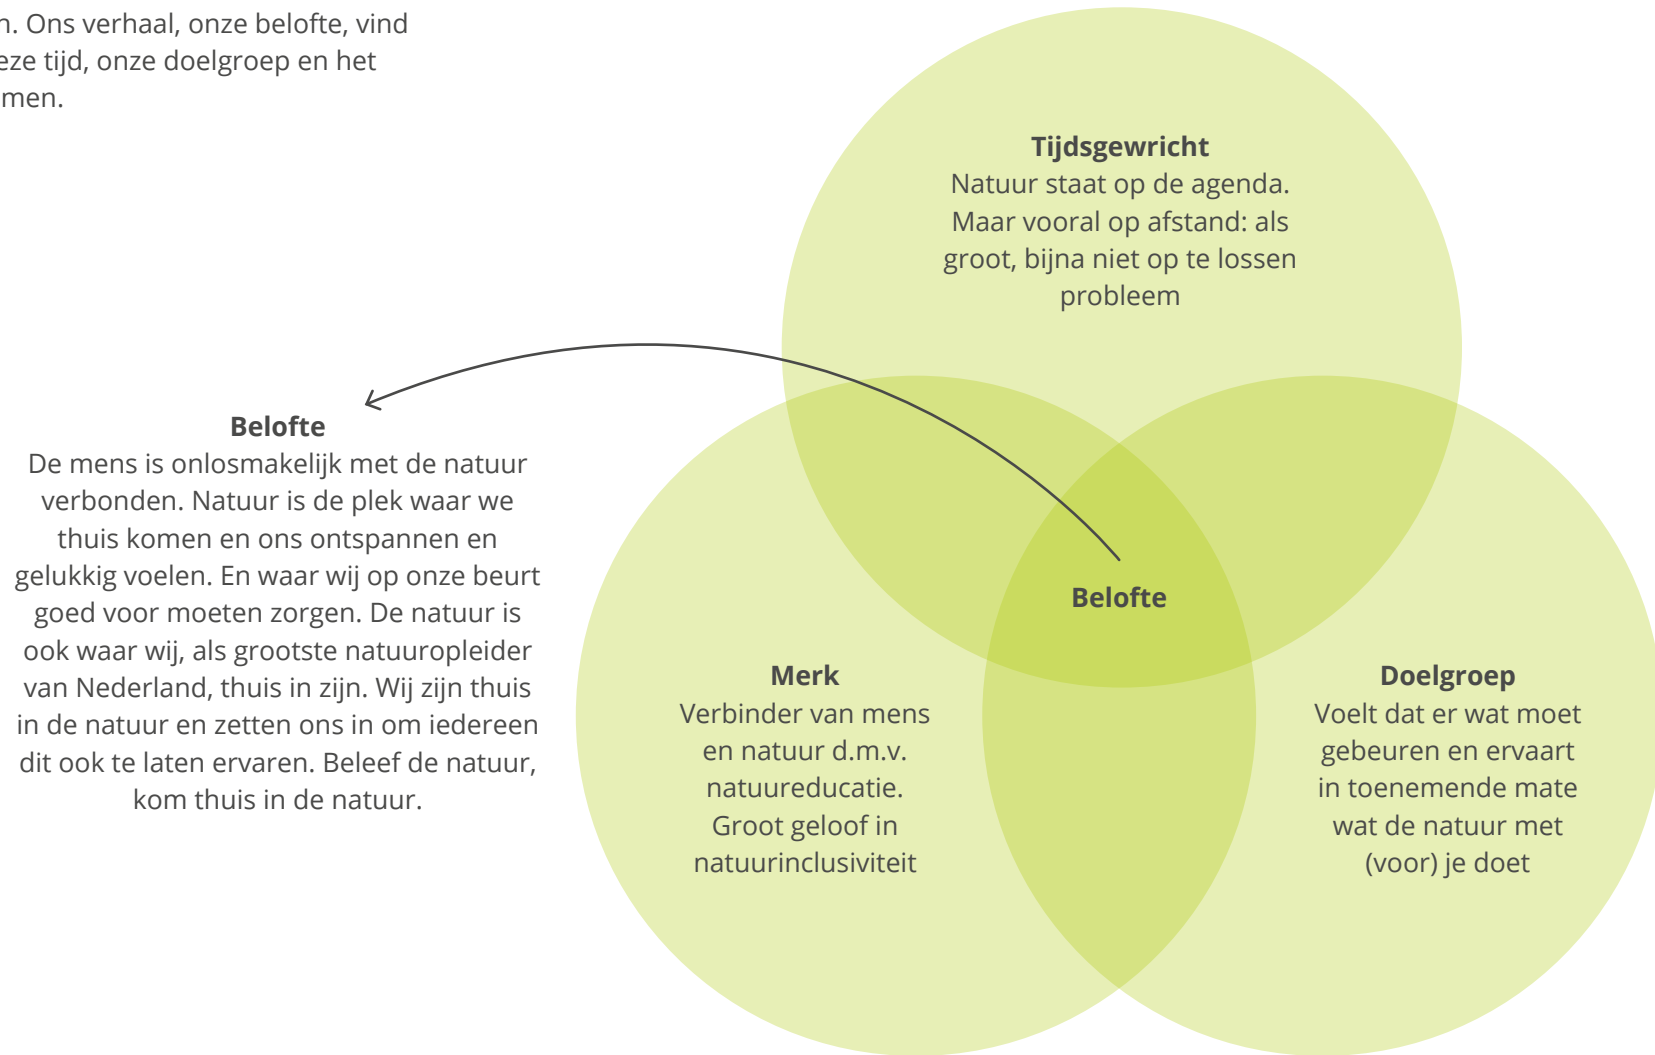 n. Ons verhaal, onze belofte, vind
eze tijd, onze doelgroep en het
men.
Tijdsgewricht
Natuur staat op de agenda.
Maar vooral op afstand: als
groot, bijna niet op te lossen
probleem
Belofte
De mens is onlosmakelijk met de natuur
verbonden. Natuur is de plek waar we
thuis komen en ons ontspannen en
gelukkig voelen. En waar wij op onze beurt
goed voor moeten zorgen. De natuur is
ook waar wij, als grootste natuuropleider
van Nederland, thuis in zijn. Wij zijn thuis
in de natuur en zetten ons in om iedereen
dit ook te laten ervaren. Beleef de natuur,
kom thuis in de natuur.
Belofte
Merk
Verbinder van mens
en natuur d.m.v.
natuureducatie.
Groot geloof in
natuurinclusiviteit
Doelgroep
Voelt dat er wat moet
gebeuren en ervaart
in toenemende mate
wat de natuur met
(voor) je doet